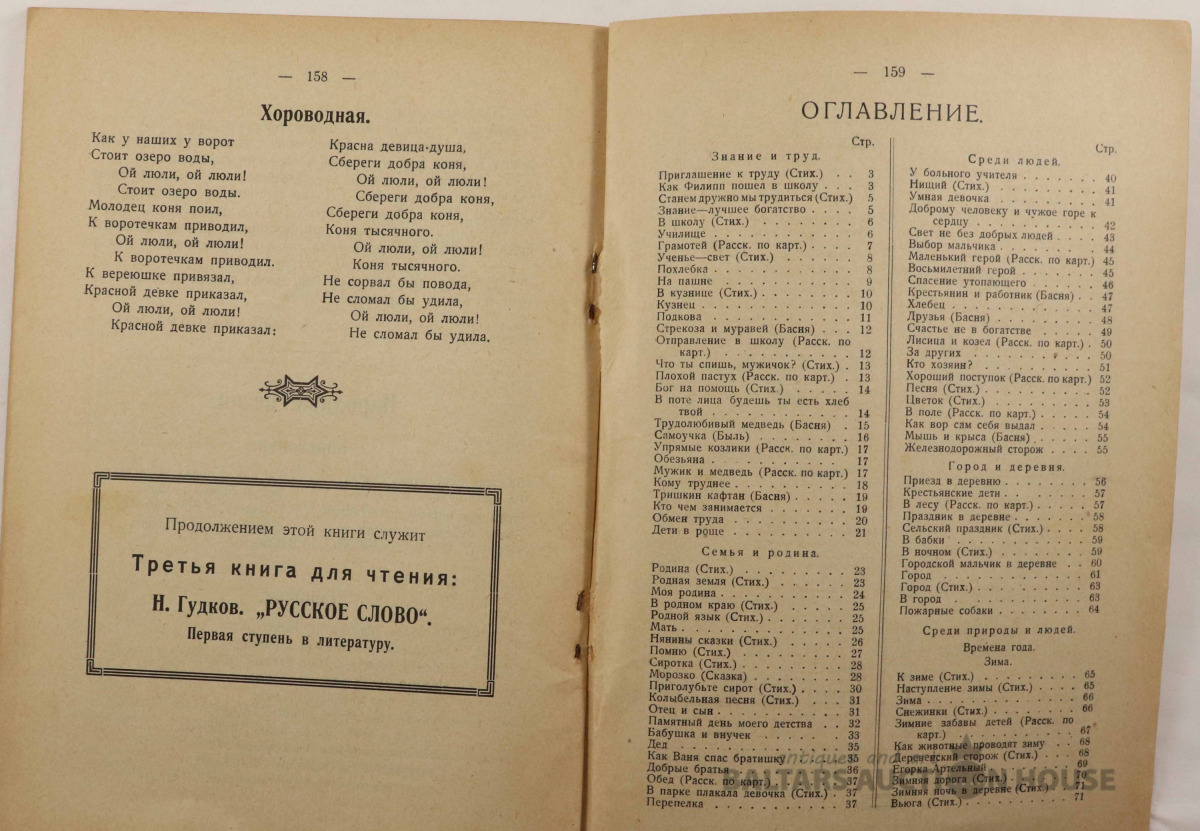 — 158 —
Хороводная.
Как у наших у ворот
Стоит озеро воды,
Ой люли, ой люли!
Стоит озеро воды.
Молодец коня поил,
К воротечкам приводил,
Ой люли, ой люли!
К воротечкам приводил.
К вереюшке привязал,
Красной девке приказал,
Ой люли, ой люли!
Красной девке приказал:
Красна девица-душа,
Сбереги добра коня,
Ой люли, ой люли!
Сбереги добра коня,
Сбереги добра коня,
Коня тысячного.
Ой люли, ой люли!
Коня тысячного.
Не сорвал бы повода,
Не сломал бы удила,
Ой люли, ой люли!
Не сломал бы удила.
Продолжением этой книги служит
Третья книга для чтения:
Н. Гудков. „РУССКОЕ СЛОВО“.
Первая ступень в литературу.
— 159 —
ОГЛАВЛЕНИЕ.
Стр.
Знание и труд.
Приглашение к труду (Стих.) . . 3
Как Филипп пошел в школу . . . 3
Станем дружно мы трудиться (Стих.) 5
Знание—лучшее богатство . . . . 5
В школу (Стих.) . . . . . . . . 6
Училище . . . . . . . . . . 6
Грамотей (Расск. по карт.) . . . . 7
Ученье—свет (Стих.) . . . . . . 8
Похлебка . . . . . . . . . . 8
На пашне . . . . . . . . . . 9
В кузнице (Стих.) . . . . . . . 10
Кузнец . . . . . . . . . . . 10
Подкова . . . . . . . . . . 11
Стрекоза и муравей (Басня) . . . 12
Отправление в школу (Расск. по
карт.) . . . . . . . . . . 12
Что ты спишь, мужичок? (Стих.) . 13
Плохой пастух (Расск. по карт.) . 13
Бог на помощь (Стих.) . . . . . 14
В поте лица будешь ты есть хлеб
твой . . . . . . . . . . . 14
Трудолюбивый медведь (Басня) . 15
Самоучка (Быль) . . . . . . . 16
Упрямые козлики (Расск. по карт.) 17
Обезьяна . . . . . . . . . . 17
Мужик и медведь (Расск. по карт.) 17
Кому труднее . . . . . . . . . 18
Тришкин кафтан (Басня) . . . . . 19
Кто чем занимается . . . . . . 19
Обмен труда . . . . . . . . . 20
Дети в роще . . . . . . . . . 21
Семья и родина.
Родина (Стих.) . . . . . . . . 23
Родная земля (Стих.) . . . . . . 23
Моя родина . . . . . . . . . . 24
В родном краю (Стих.) . . . . . 25
Родной язык (Стих.) . . . . . . . 25
Мать . . . . . . . . . . . . 25
Нянины сказки (Стих.) . . . . . 26
Помню (Стих.) . . . . . . . . 27
Сиротка (Стих.) . . . . . . . . 28
Морозко (Сказка) . . . . . . . 28
Приголубьте сирот (Стих.) . . . . 30
Колыбельная песня (Стих.) . . . 31
Отец и сын . . . . . . . . . . 31
Памятный день моего детства . . 32
Бабушка и внучек . . . . . . . 33
Дед . . . . . . . . . . . . 35
Как Ваня спас братишку . . . . 35
Добрые братья . . . . . . . . 36
Обед (Расск. по карт.) . . . . . 37
В парке плакала девочка (Стих.) . 37
Перепелка . . . . . . . . . . 37
Стр.
Среди людей.
У больного учителя . . . . . . . 40
Нищий (Стих.) . . . . . . . . 41
Умная девочка . . . . . . . . 41
Доброму человеку и чужое горе к
сердцу . . . . . . . . . . 42
Свет не без добрых людей . . . . 43
Выбор мальчика . . . . . . . . 44
Маленький герой (Расск. по карт.) 45
Восьмилетний герой . . . . . . 45
Спасение утопающего . . . . . . 46
Крестьянин и работник (Басня) . . 47
Хлебец . . . . . . . . . . . 47
Друзья (Басня) . . . . . . . . 48
Счастье не в богатстве . . . . . 49
Лисица и козел (Расск. по карт.) . 50
За других . . . . . . . . . . 50
Кто хозяин? . . . . . . . . . 51
Хороший поступок (Расск. по карт.) 52
Песня (Стих.) . . . . . . . . . 52
Цветок (Стих.) . . . . . . . . 53
В поле (Расск. по карт.) . . . . . 54
Как вор сам себя выдал . . . . . 54
Мышь и крыса (Басня) . . . . . 55
Железнодорожный сторож . . . . 55
Город и деревня.
Приезд в деревню . . . . . . . . 56
Крестьянские дети . . . . . . . 57
В лесу (Расск. по карт.) . . . . . 57
Праздник в деревне . . . . . . . 58
Сельский праздник (Стих.) . . . . 58
В бабки . . . . . . . . . . . 59
В ночном (Стих.) . . . . . . . 59
Городской мальчик в деревне . . 60
Город . . . . . . . . . . . . 61
Город (Стих.) . . . . . . . . . 63
В город . . . . . . . . . . . 63
Пожарные собаки . . . . . . . 64
Среди природы и людей.
Времена года.
Зима.
К зиме (Стих.) . . . . . . . . 65
Наступление зимы (Стих.) . . . . 65
Зима . . . . . . . . . . . . 66
Снежинки (Стих.) . . . . . . . 66
Зимние забавы детей (Расск. по
карт.) . . . . . . . . . . 67
Как животные проводят зиму . . 68
Деревенский сторож (Стих.) . . . 68
Егорка Артельный . . . . . . . 69
Зимняя дорога (Стих.) . . . . . 70
Зимняя ночь в деревне (Стих.) . .
Вьюга (Стих.) . . . . . . . . . 71
antiques and
BALTARS AUCTION HOUSE